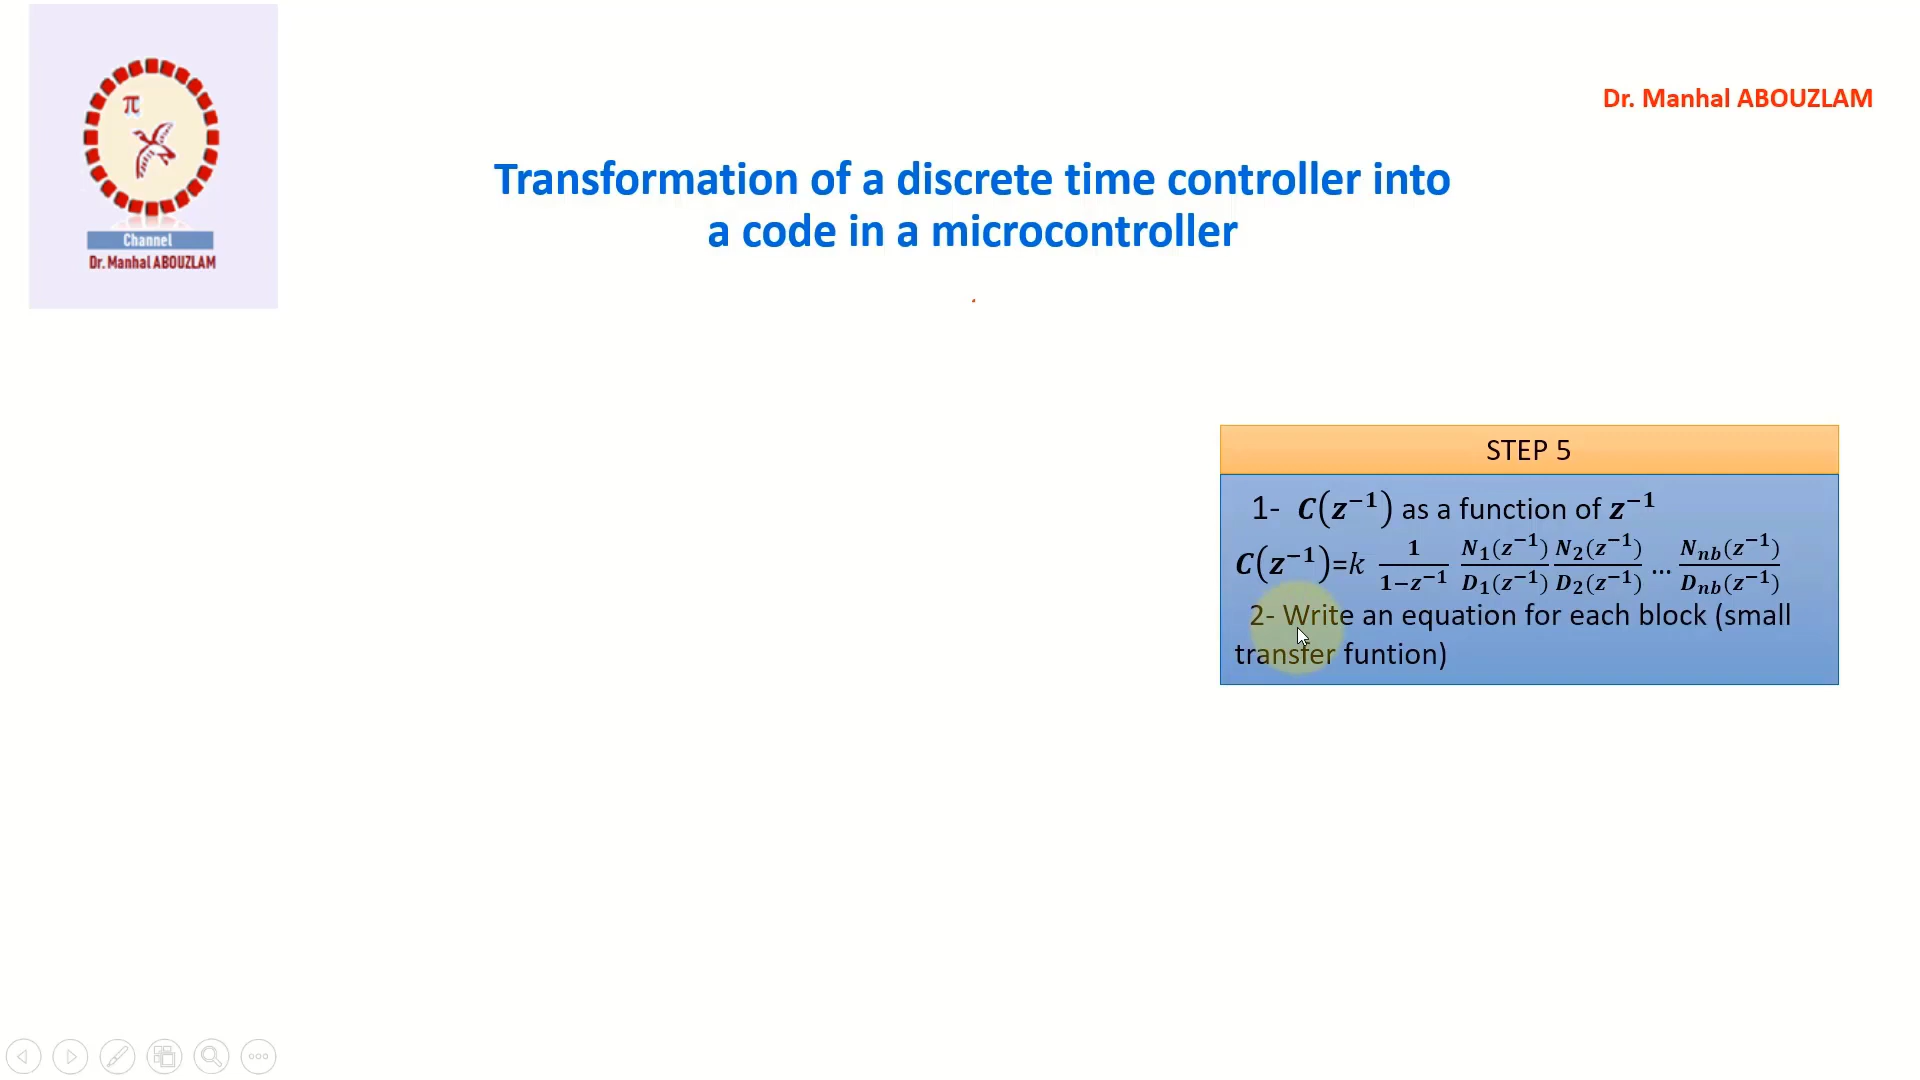 π
Channel
Dr. Manhal ABOUZLAM
Dr. Manhal ABOUZLAM
Transformation of a discrete time controller into
a code in a microcontroller
STEP 5
1- C(z⁻¹) as a function of z⁻¹
C(z⁻¹)=k 1/(1−z⁻¹) N₁(z⁻¹)/D₁(z⁻¹) N₂(z⁻¹)/D₂(z⁻¹) ... Nₙb(z⁻¹)/Dₙb(z⁻¹)
2- Write an equation for each block (small
transfer funtion)